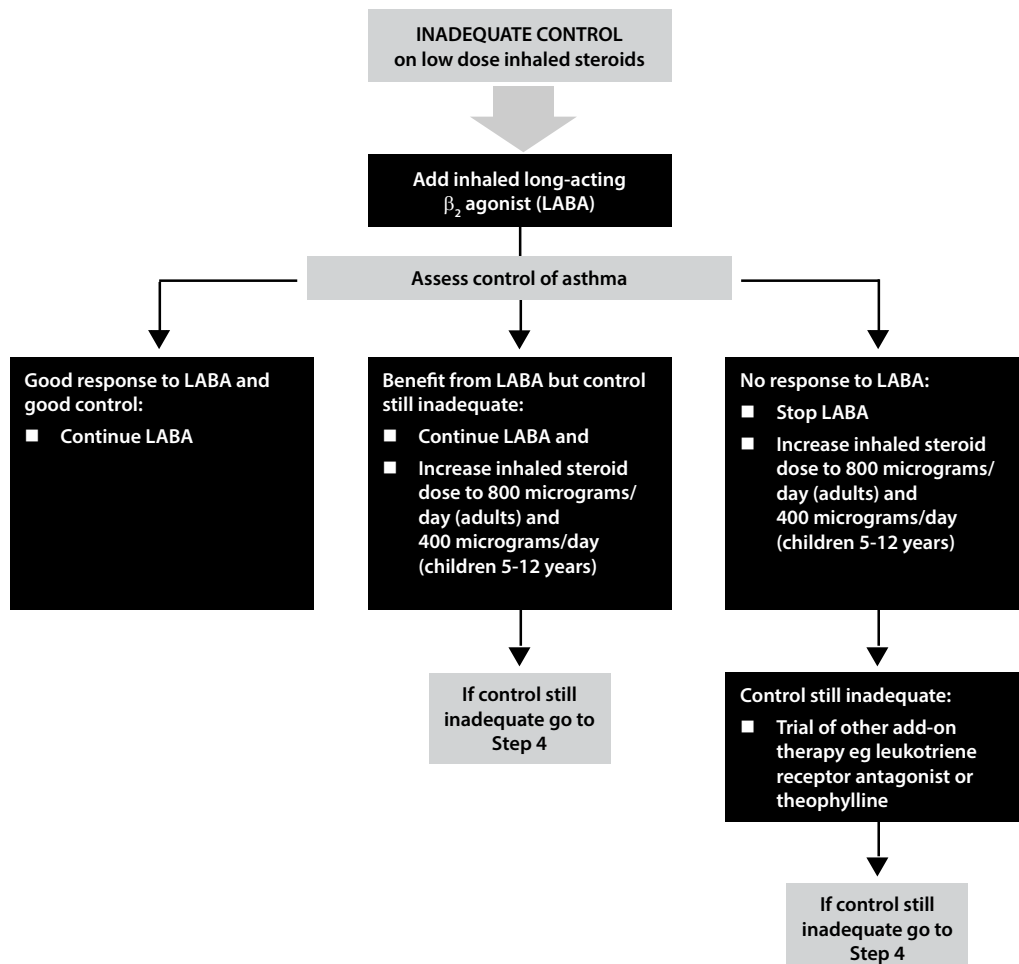 INADEQUATE CONTROL
on low dose inhaled steroids
Add inhaled long-acting
β₂ agonist (LABA)
Assess control of asthma
Good response to LABA and
good control:
■ Continue LABA
Benefit from LABA but control
still inadequate:
■ Continue LABA and
■ Increase inhaled steroid
dose to 800 micrograms/
day (adults) and
400 micrograms/day
(children 5-12 years)
If control still
inadequate go to
Step 4
No response to LABA:
■ Stop LABA
■ Increase inhaled steroid
dose to 800 micrograms/
day (adults) and
400 micrograms/day
(children 5-12 years)
Control still inadequate:
■ Trial of other add-on
therapy eg leukotriene
receptor antagonist or
theophylline
If control still
inadequate go to
Step 4